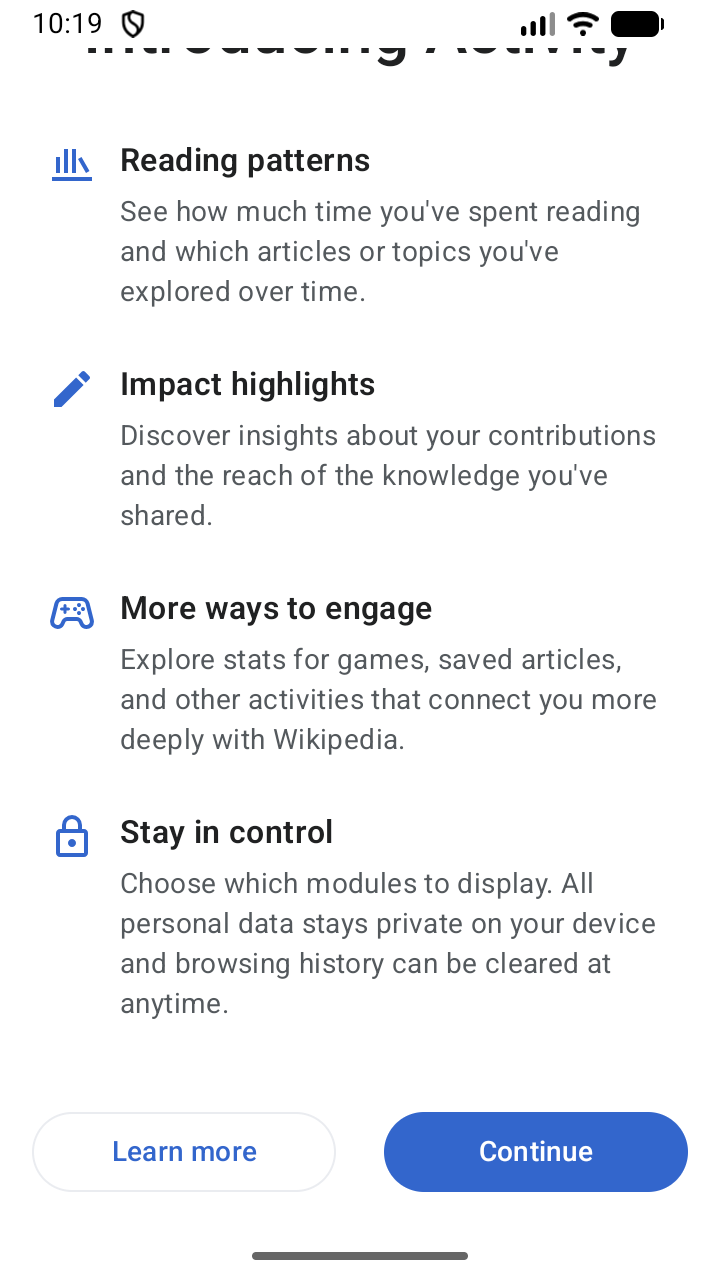 10:19
Introducing Activity
Reading patterns
See how much time you've spent reading
and which articles or topics you've
explored over time.
Impact highlights
Discover insights about your contributions
and the reach of the knowledge you've
shared.
More ways to engage
Explore stats for games, saved articles,
and other activities that connect you more
deeply with Wikipedia.
Stay in control
Choose which modules to display. All
personal data stays private on your device
and browsing history can be cleared at
anytime.
Learn more
Continue